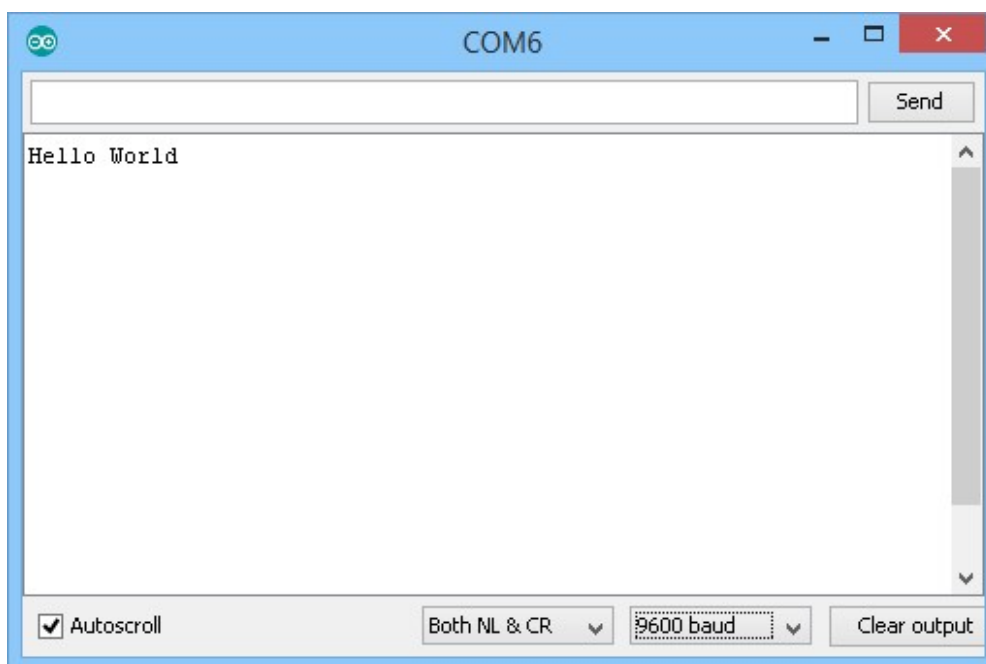 COM6
Send
Hello World
Autoscroll
Both NL & CR
9600 baud
Clear output